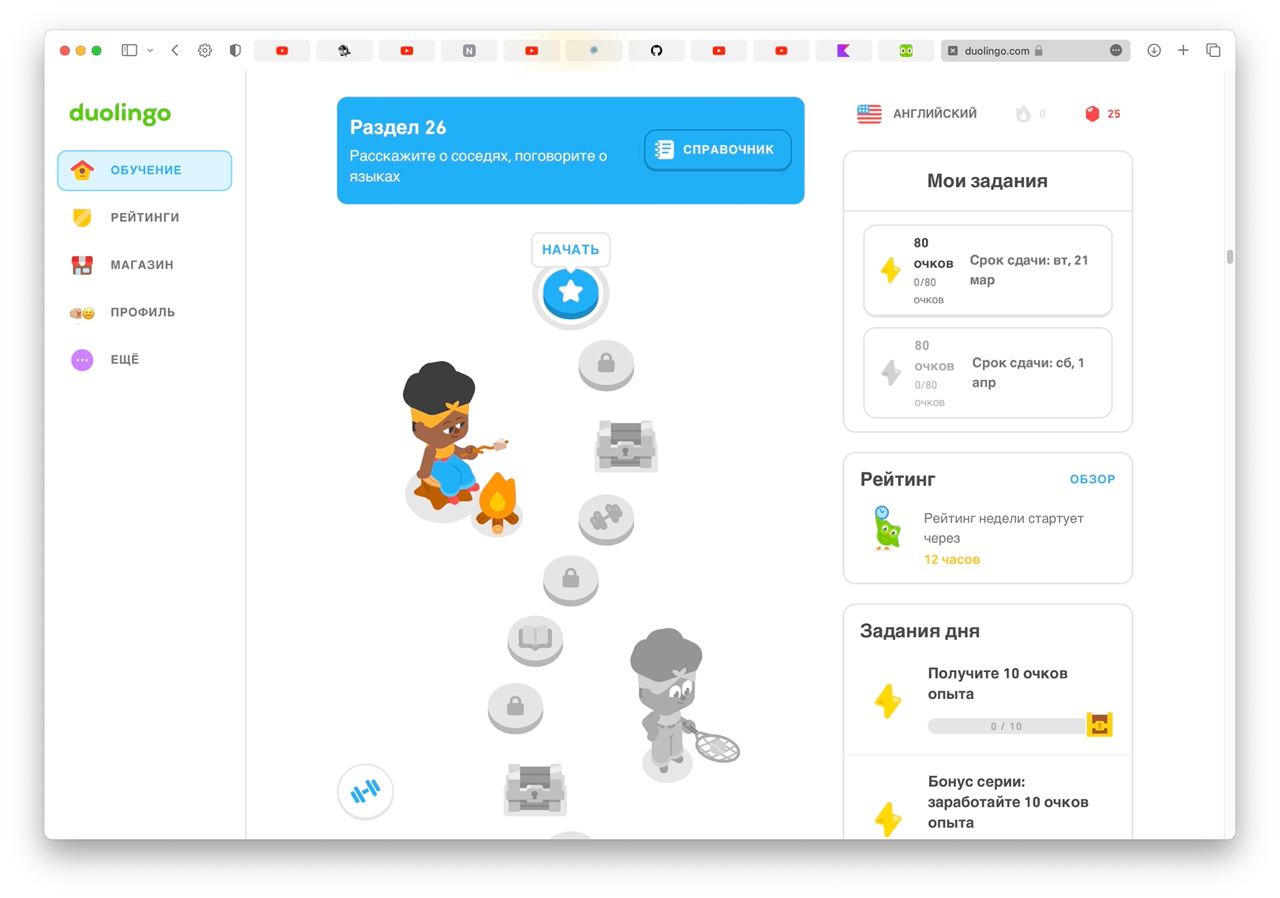 duolingo.com
duolingo
ОБУЧЕНИЕ
РЕЙТИНГИ
МАГАЗИН
ПРОФИЛЬ
ЕЩЁ
Раздел 26
Расскажите о соседях, поговорите о
языках
СПРАВОЧНИК
НАЧАТЬ
АНГЛИЙСКИЙ
0
25
Мои задания
80
очков
0/80
очков
Срок сдачи: вт, 21
мар
80
очков
0/80
очков
Срок сдачи: сб, 1
апр
Рейтинг
ОБЗОР
Рейтинг недели стартует
через
12 часов
Задания дня
Получите 10 очков
опыта
0 / 10
Бонус серии:
заработайте 10 очков
опыта